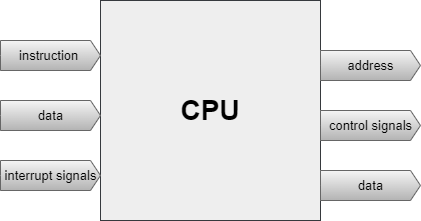 instruction
data
interrupt signals
CPU
address
control signals
data